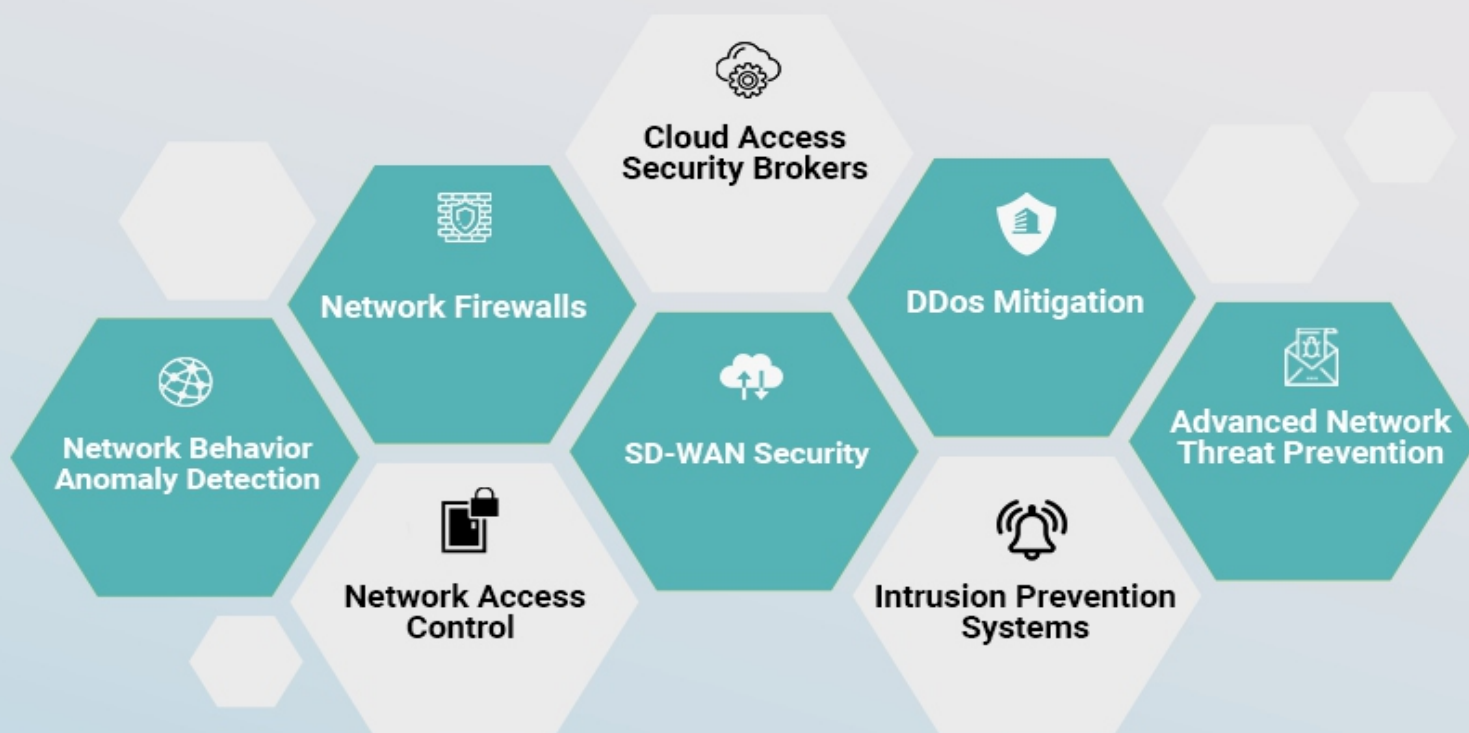 Cloud Access
Security Brokers
Network Firewalls
DDos Mitigation
Network Behavior
Anomaly Detection
SD-WAN Security
Advanced Network
Threat Prevention
Network Access
Control
Intrusion Prevention
Systems